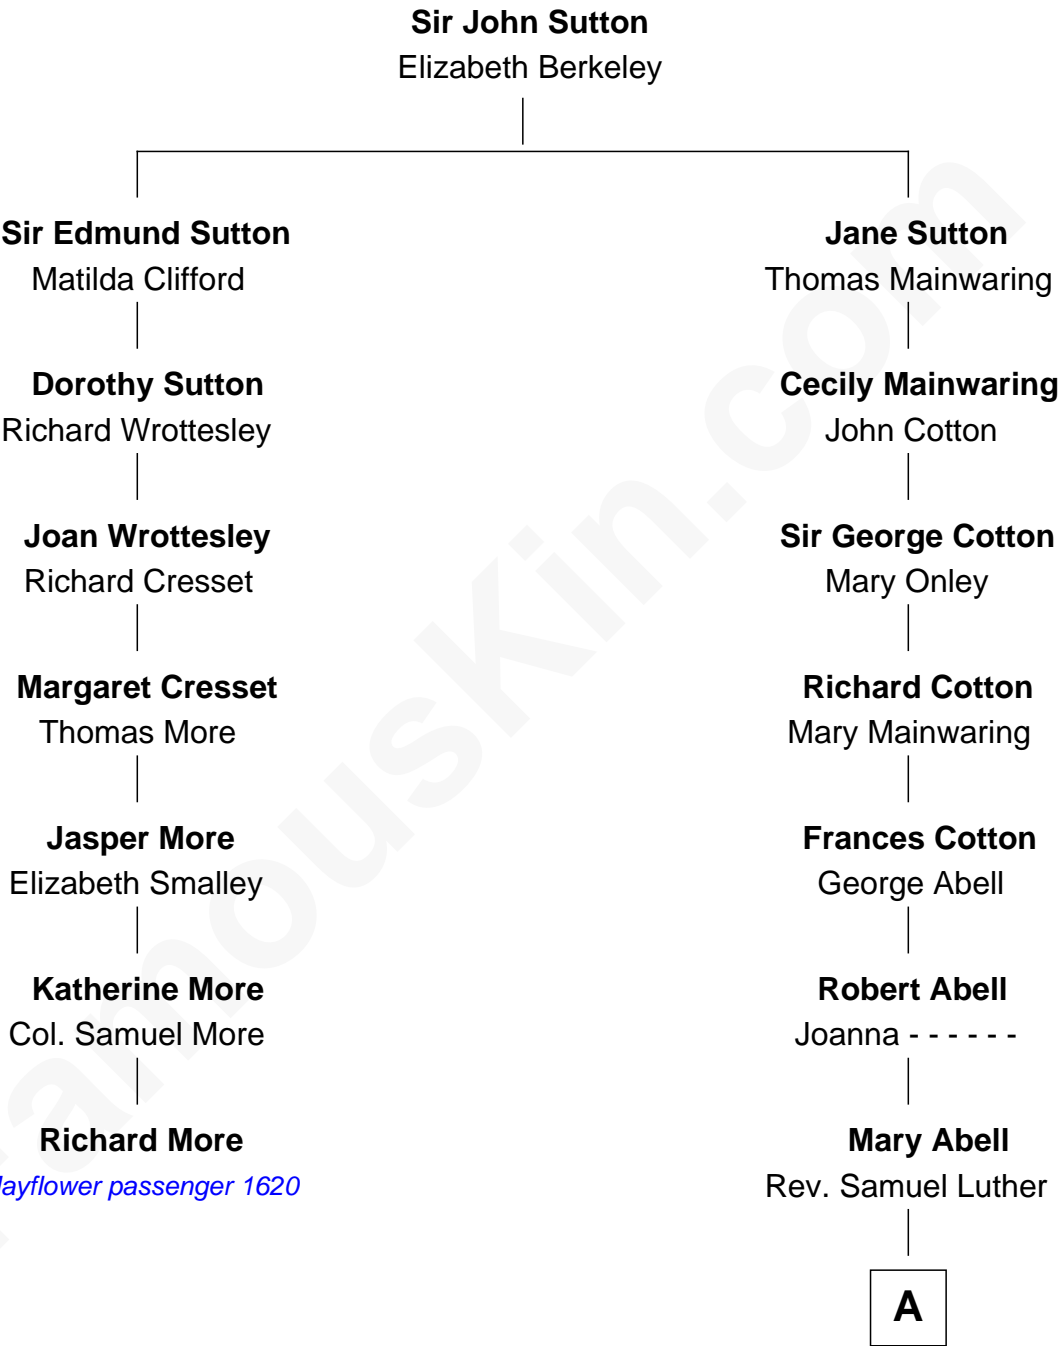 Sir John Sutton
Elizabeth Berkeley
Sir Edmund Sutton
Matilda Clifford
Dorothy Sutton
Richard Wrottesley
Joan Wrottesley
Richard Cresset
Margaret Cresset
Thomas More
Jasper More
Elizabeth Smalley
Katherine More
Col. Samuel More
Richard More
layflower passenger 1620
Jane Sutton
Thomas Mainwaring
Cecily Mainwaring
John Cotton
Sir George Cotton
Mary Onley
Richard Cotton
Mary Mainwaring
Frances Cotton
George Abell
Robert Abell
Joanna - - - - - -
Mary Abell
Rev. Samuel Luther
A
FamousKin.com